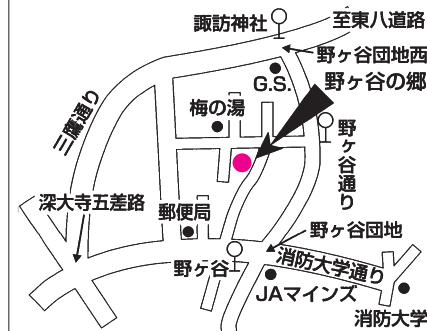 諏訪神社
至東八道路
野ヶ谷団地西
G.S.
野ヶ谷の郷
梅の湯
三鷹通り
野ヶ谷通り
深大寺五差路
郵便局
野ヶ谷団地
野ヶ谷
消防大学通り
JAマインズ
消防大学